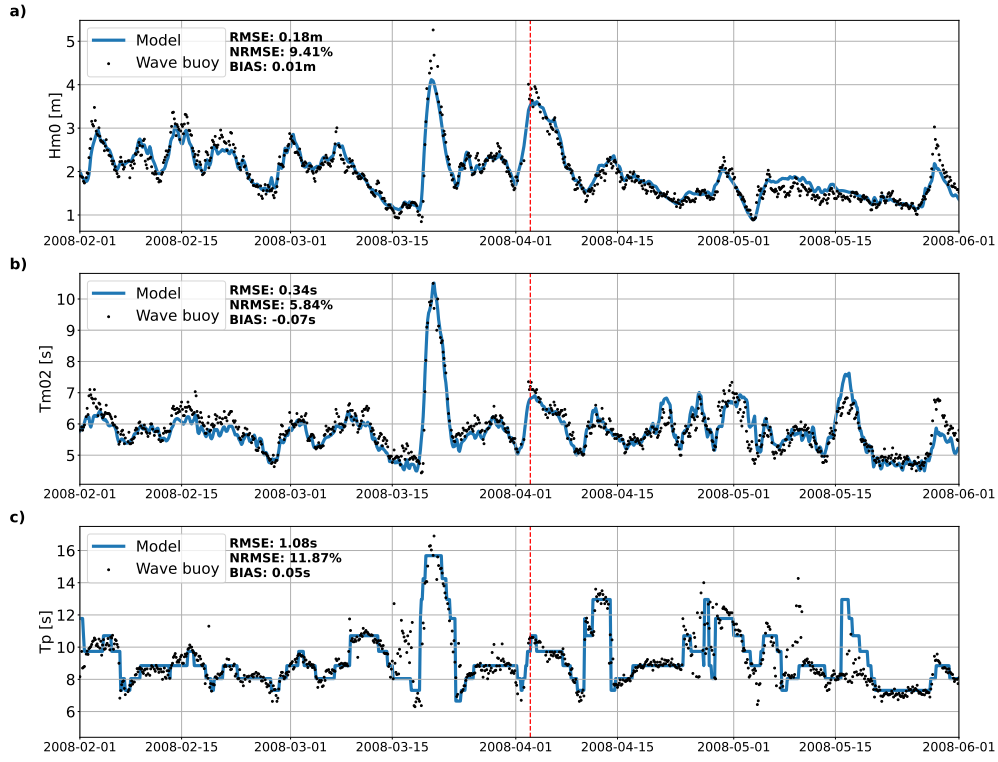 a)
Hm0 [m]
5
4
3
2
1
Model
Wave buoy
RMSE: 0.18m
NRMSE: 9.41%
BIAS: 0.01m
2008-02-01 2008-02-15 2008-03-01 2008-03-15 2008-04-01 2008-04-15 2008-05-01 2008-05-15 2008-06-01
b)
Tm02 [s]
10
9
8
7
6
5
Model
Wave buoy
RMSE: 0.34s
NRMSE: 5.84%
BIAS: -0.07s
2008-02-01 2008-02-15 2008-03-01 2008-03-15 2008-04-01 2008-04-15 2008-05-01 2008-05-15 2008-06-01
c)
Tp [s]
16
14
12
10
8
6
Model
Wave buoy
RMSE: 1.08s
NRMSE: 11.87%
BIAS: 0.05s
2008-02-01 2008-02-15 2008-03-01 2008-03-15 2008-04-01 2008-04-15 2008-05-01 2008-05-15 2008-06-01